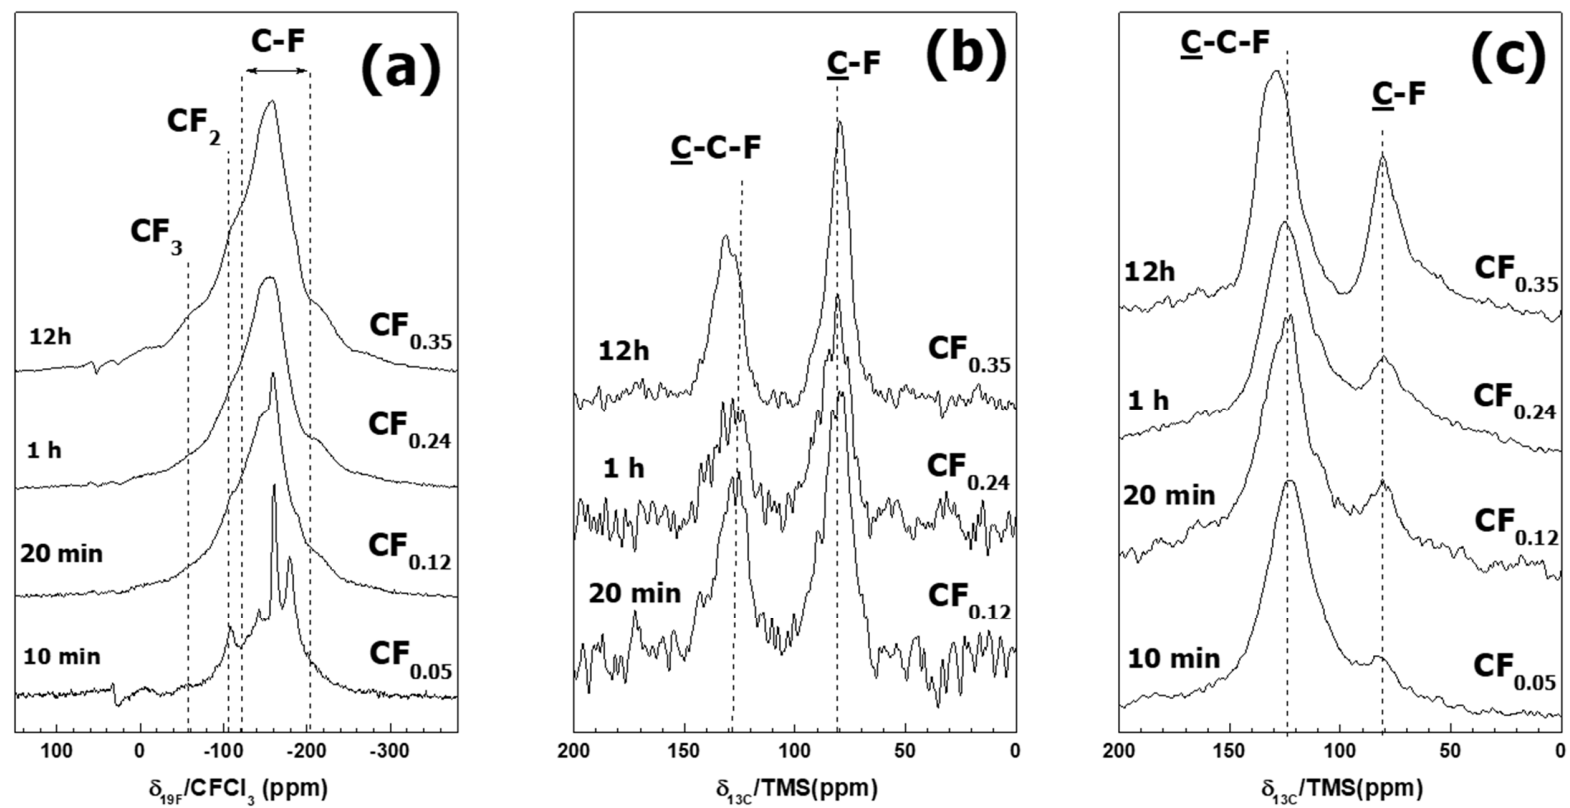 (a)
C-F
CF2
CF3
12h
CF0.35
1 h
CF0.24
20 min
CF0.12
10 min
CF0.05
100 0 -100 -200 -300
δ19F/CFCl3 (ppm)
(b)
C-F
C-C-F
12h
CF0.35
1 h
CF0.24
20 min
CF0.12
200 150 100 50 0
δ13C/TMS(ppm)
(c)
C-C-F
C-F
12h
CF0.35
1 h
CF0.24
20 min
CF0.12
10 min
CF0.05
200 150 100 50 0
δ13C/TMS(ppm)